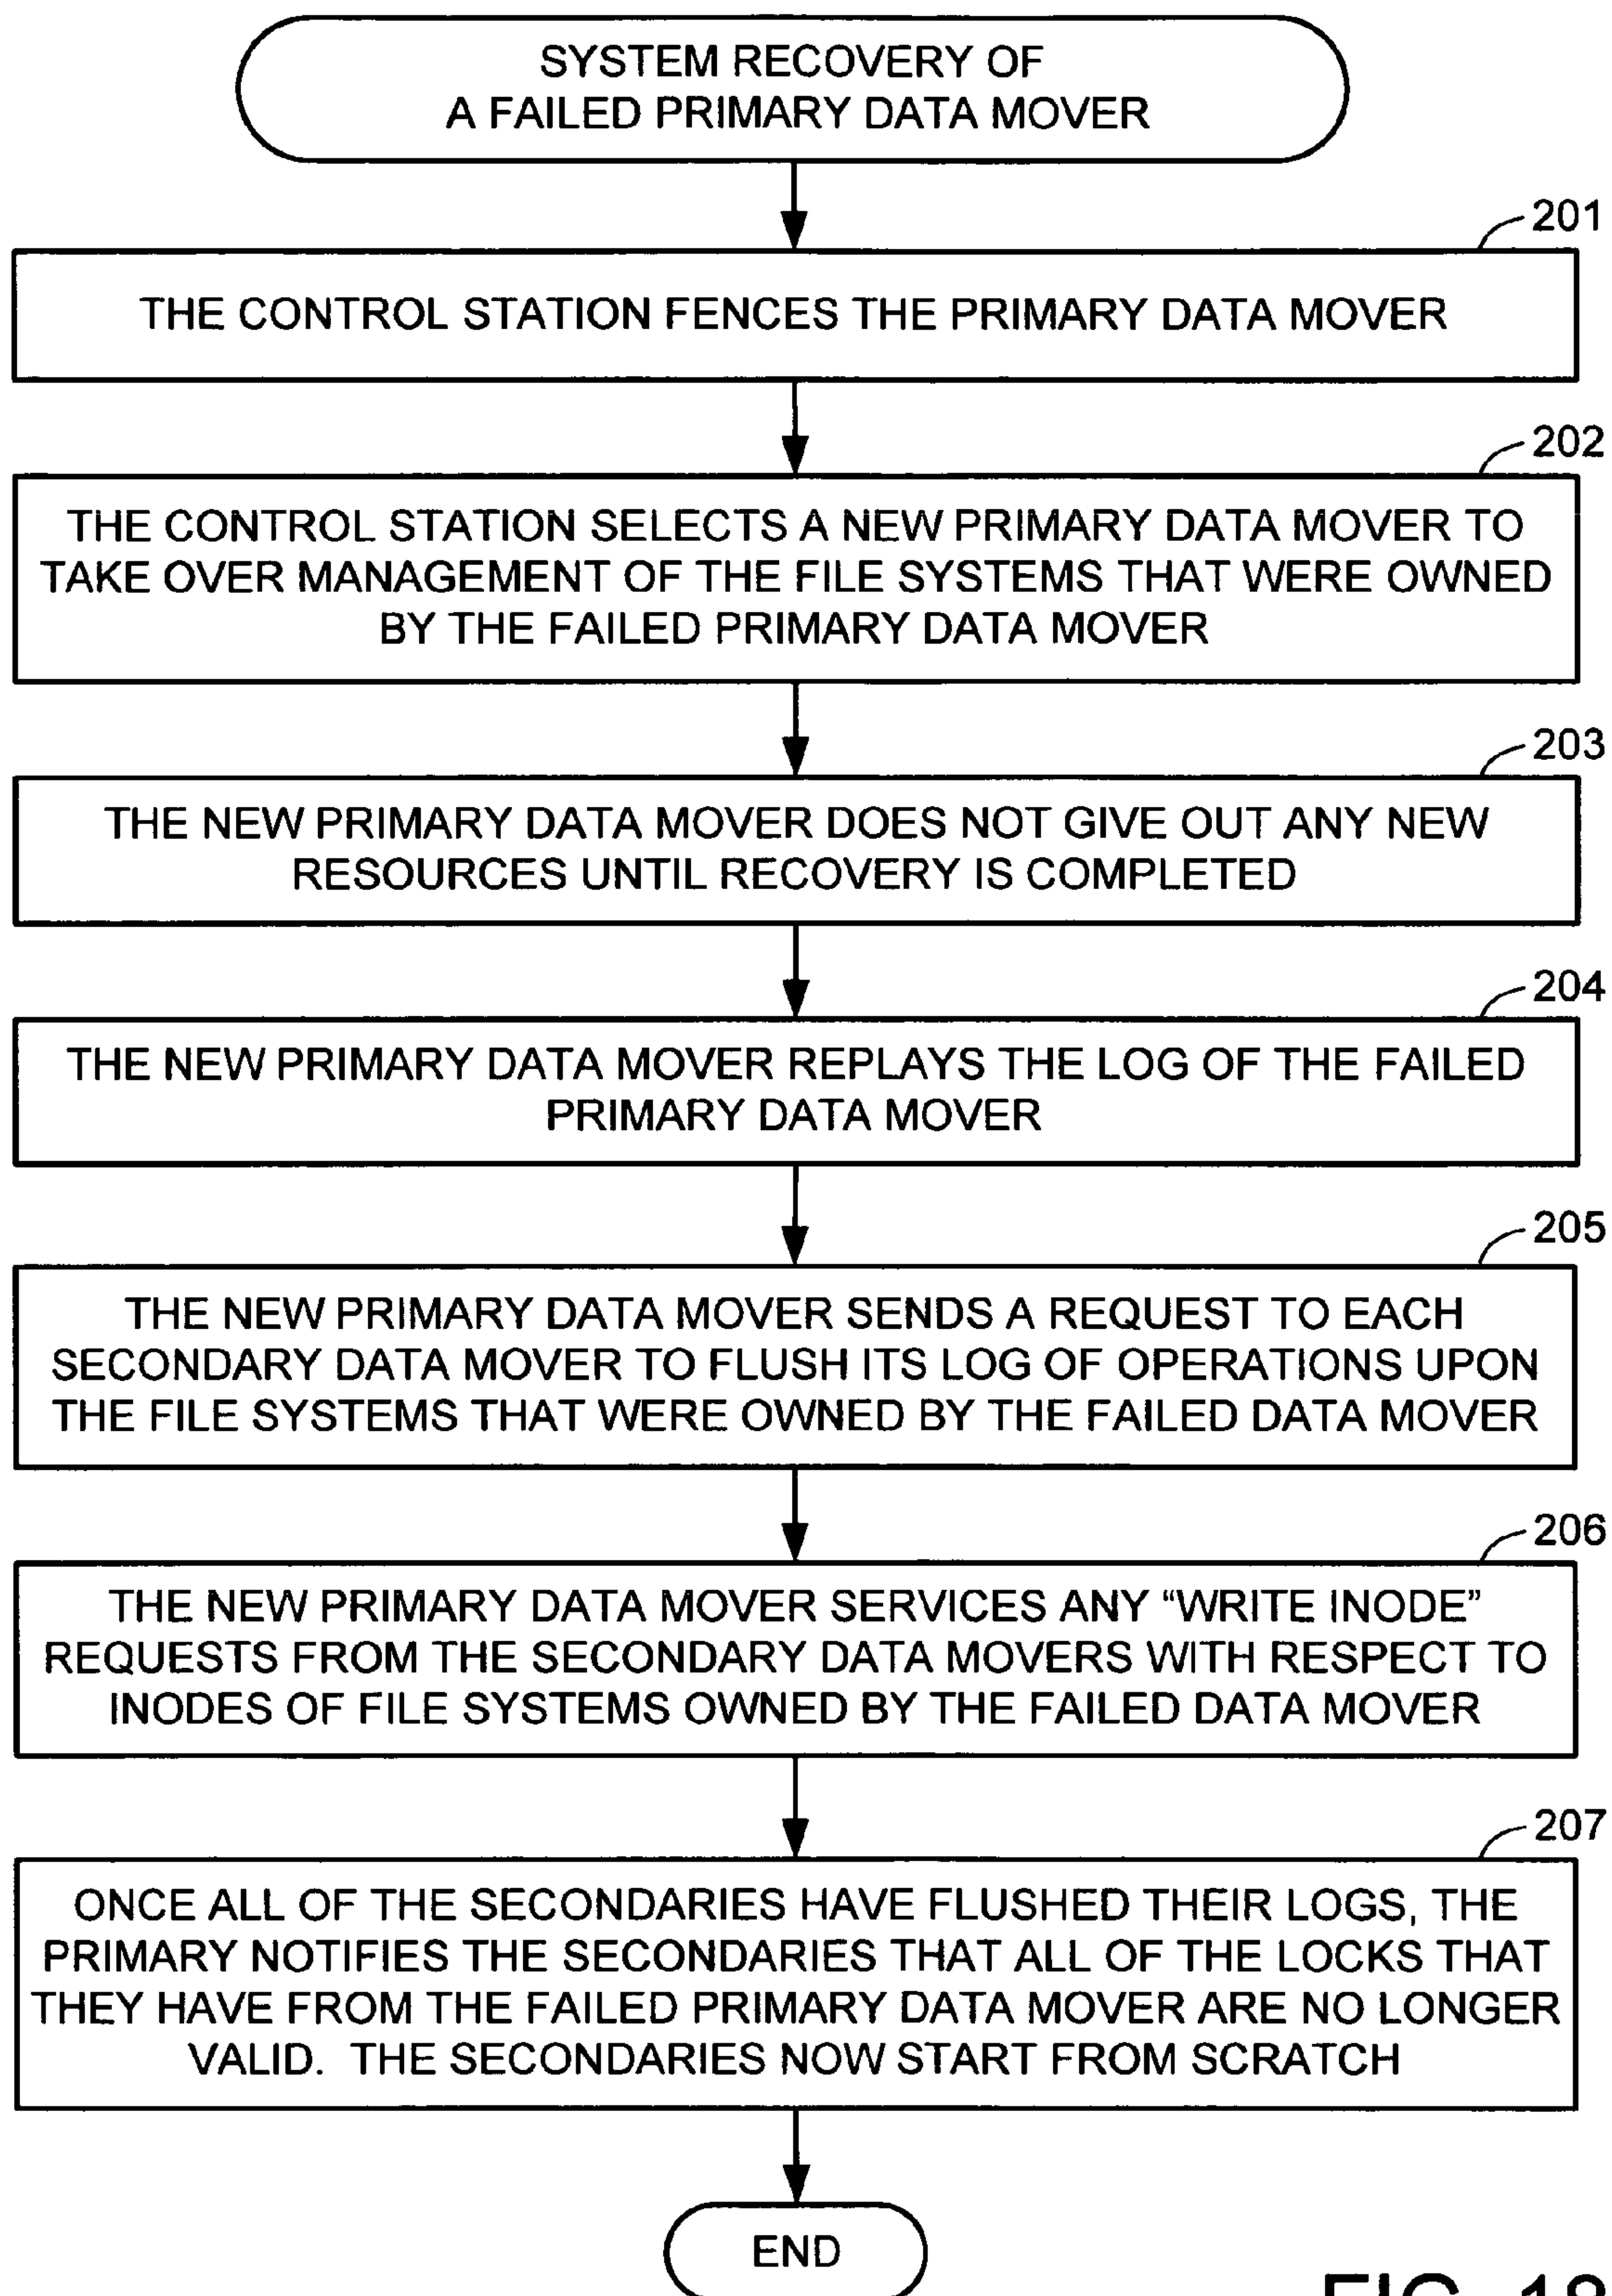 SYSTEM RECOVERY OF
A FAILED PRIMARY DATA MOVER
201
THE CONTROL STATION FENCES THE PRIMARY DATA MOVER
202
THE CONTROL STATION SELECTS A NEW PRIMARY DATA MOVER TO
TAKE OVER MANAGEMENT OF THE FILE SYSTEMS THAT WERE OWNED
BY THE FAILED PRIMARY DATA MOVER
203
THE NEW PRIMARY DATA MOVER DOES NOT GIVE OUT ANY NEW
RESOURCES UNTIL RECOVERY IS COMPLETED
204
THE NEW PRIMARY DATA MOVER REPLAYS THE LOG OF THE FAILED
PRIMARY DATA MOVER
205
THE NEW PRIMARY DATA MOVER SENDS A REQUEST TO EACH
SECONDARY DATA MOVER TO FLUSH ITS LOG OF OPERATIONS UPON
THE FILE SYSTEMS THAT WERE OWNED BY THE FAILED DATA MOVER
206
THE NEW PRIMARY DATA MOVER SERVICES ANY “WRITE INODE”
REQUESTS FROM THE SECONDARY DATA MOVERS WITH RESPECT TO
INODES OF FILE SYSTEMS OWNED BY THE FAILED DATA MOVER
207
ONCE ALL OF THE SECONDARIES HAVE FLUSHED THEIR LOGS, THE
PRIMARY NOTIFIES THE SECONDARIES THAT ALL OF THE LOCKS THAT
THEY HAVE FROM THE FAILED PRIMARY DATA MOVER ARE NO LONGER
VALID. THE SECONDARIES NOW START FROM SCRATCH
END